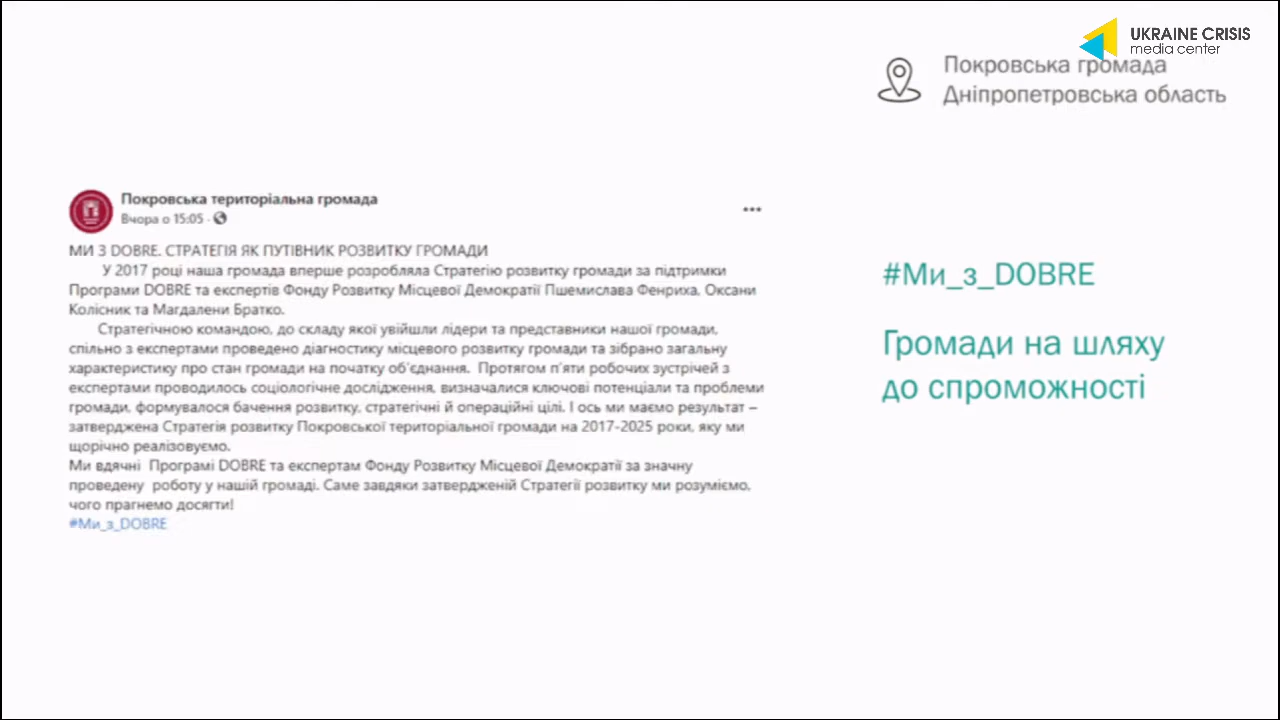 UKRAINE CRISIS
media center
Покровська громада
Дніпропетровська область
Покровська територіальна громада
Вчора о 15:05 ·
МИ З DOBRE. СТРАТЕГІЯ ЯК ПУТІВНИК РОЗВИТКУ ГРОМАДИ
У 2017 році наша громада вперше розробляла Стратегію розвитку громади за підтримки
Програми DOBRE та експертів Фонду Розвитку Місцевої Демократії Пшемислава Фенриха, Оксани
Колісник та Магдалени Братко.
Стратегічною командою, до складу якої увійшли лідери та представники нашої громади,
спільно з експертами проведено діагностику місцевого розвитку громади та зібрано загальну
характеристику про стан громади на початку об'єднання. Протягом п'яти робочих зустрічей з
експертами проводилось соціологічне дослідження, визначалися ключові потенціали та проблеми
громади, формувалося бачення розвитку, стратегічні й операційні цілі. І ось ми маємо результат –
затверджена Стратегія розвитку Покровської територіальної громади на 2017-2025 роки, яку ми
щорічно реалізовуємо.
Ми вдячні Програмі DOBRE та експертам Фонду Розвитку Місцевої Демократії за значну
проведену роботу у нашій громаді. Саме завдяки затвердженій Стратегії розвитку ми розуміємо,
чого прагнемо досягти!
#Ми_з_DOBRE
#Ми_з_DOBRE
Громади на шляху
до спроможності